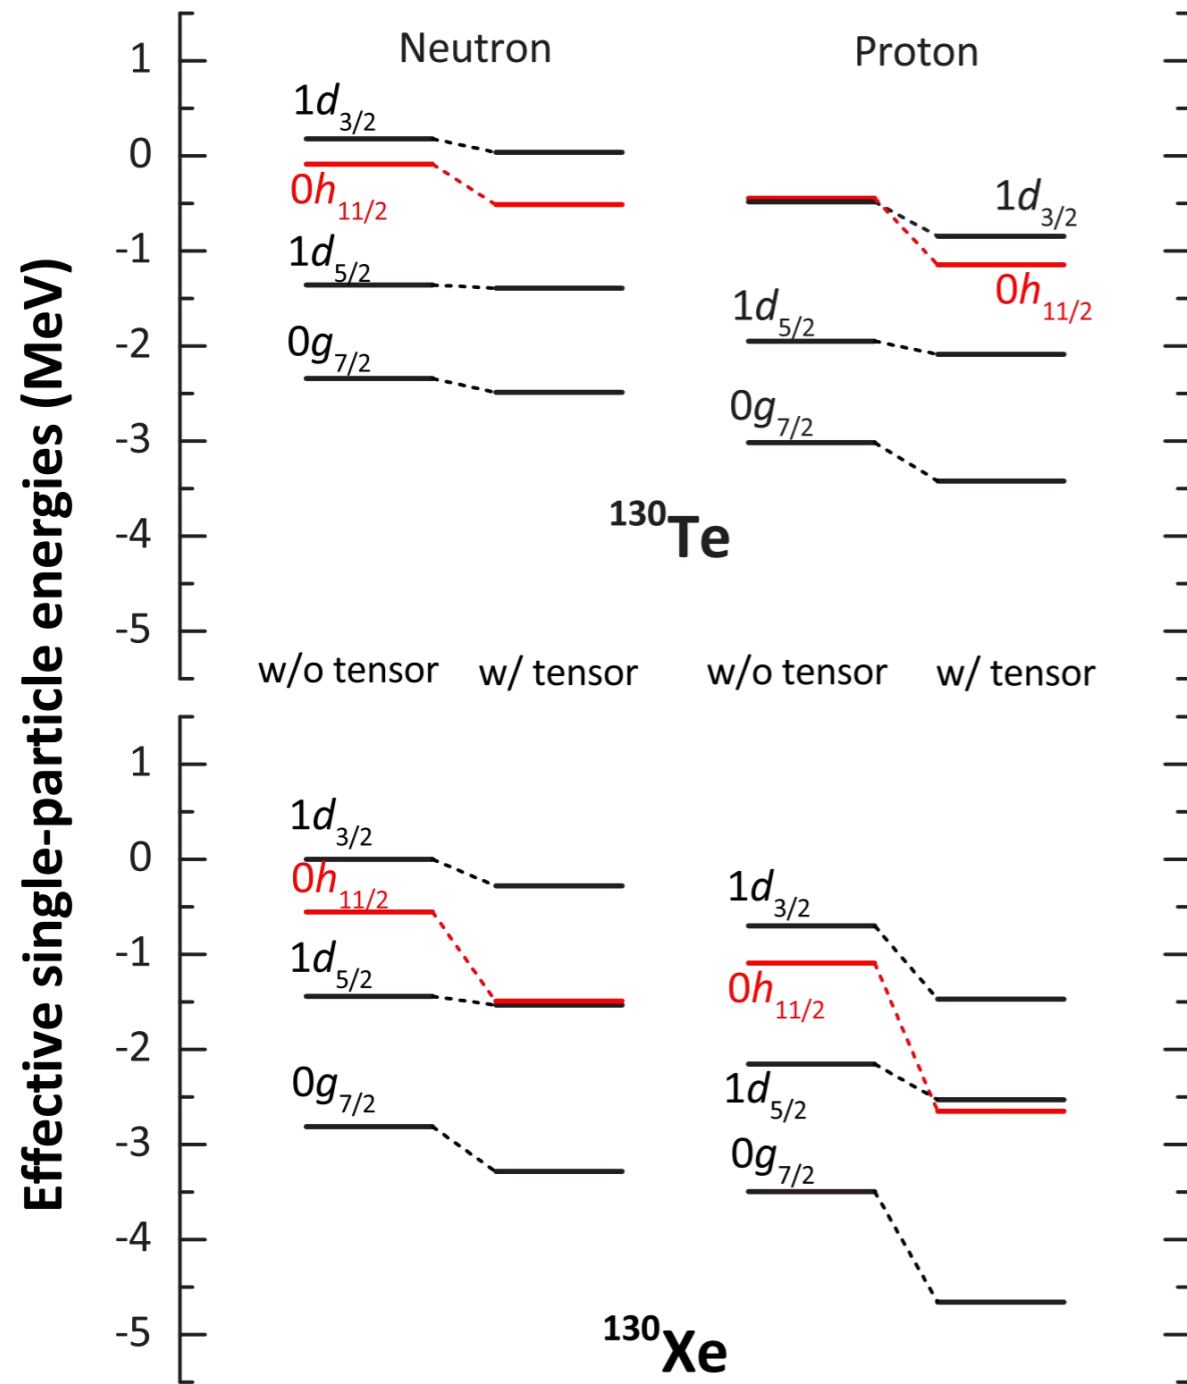 Effective single-particle energies (MeV)
Neutron
Proton
1
0
-1
-2
-3
-4
-5
1d3/2
0h11/2
1d5/2
0g7/2
1d3/2
0h11/2
1d5/2
0g7/2
130Te
w/o tensor
w/ tensor
w/o tensor
w/ tensor
1
0
-1
-2
-3
-4
-5
1d3/2
0h11/2
1d5/2
0g7/2
1d3/2
0h11/2
1d5/2
0g7/2
130Xe